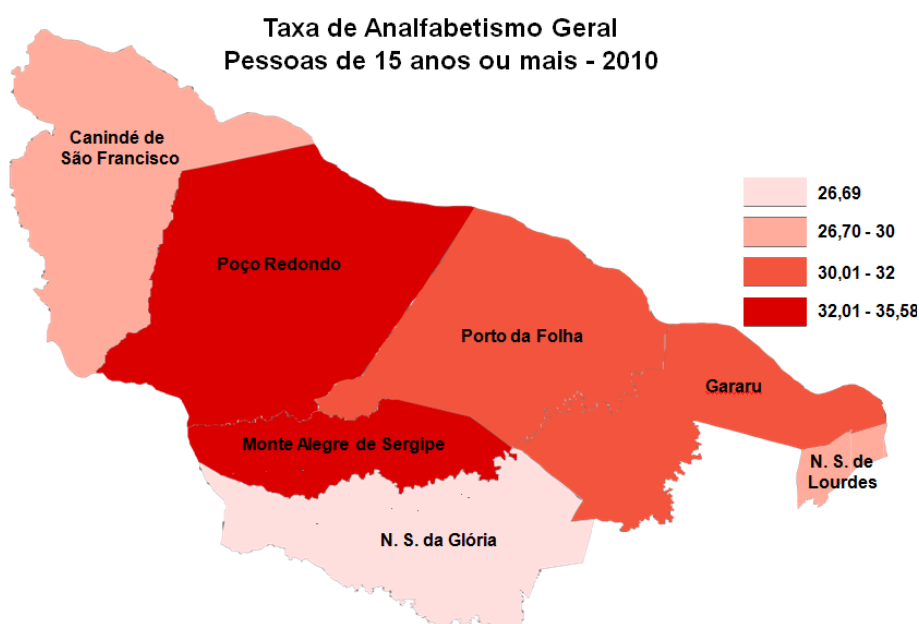 Taxa de Analfabetismo Geral
Pessoas de 15 anos ou mais - 2010
Canindé de
São Francisco
Poço Redondo
Porto da Folha
Gararu
Monte Alegre de Sergipe
N. S. de
Lourdes
N. S. da Glória
26,69
26,70 - 30
30,01 - 32
32,01 - 35,58